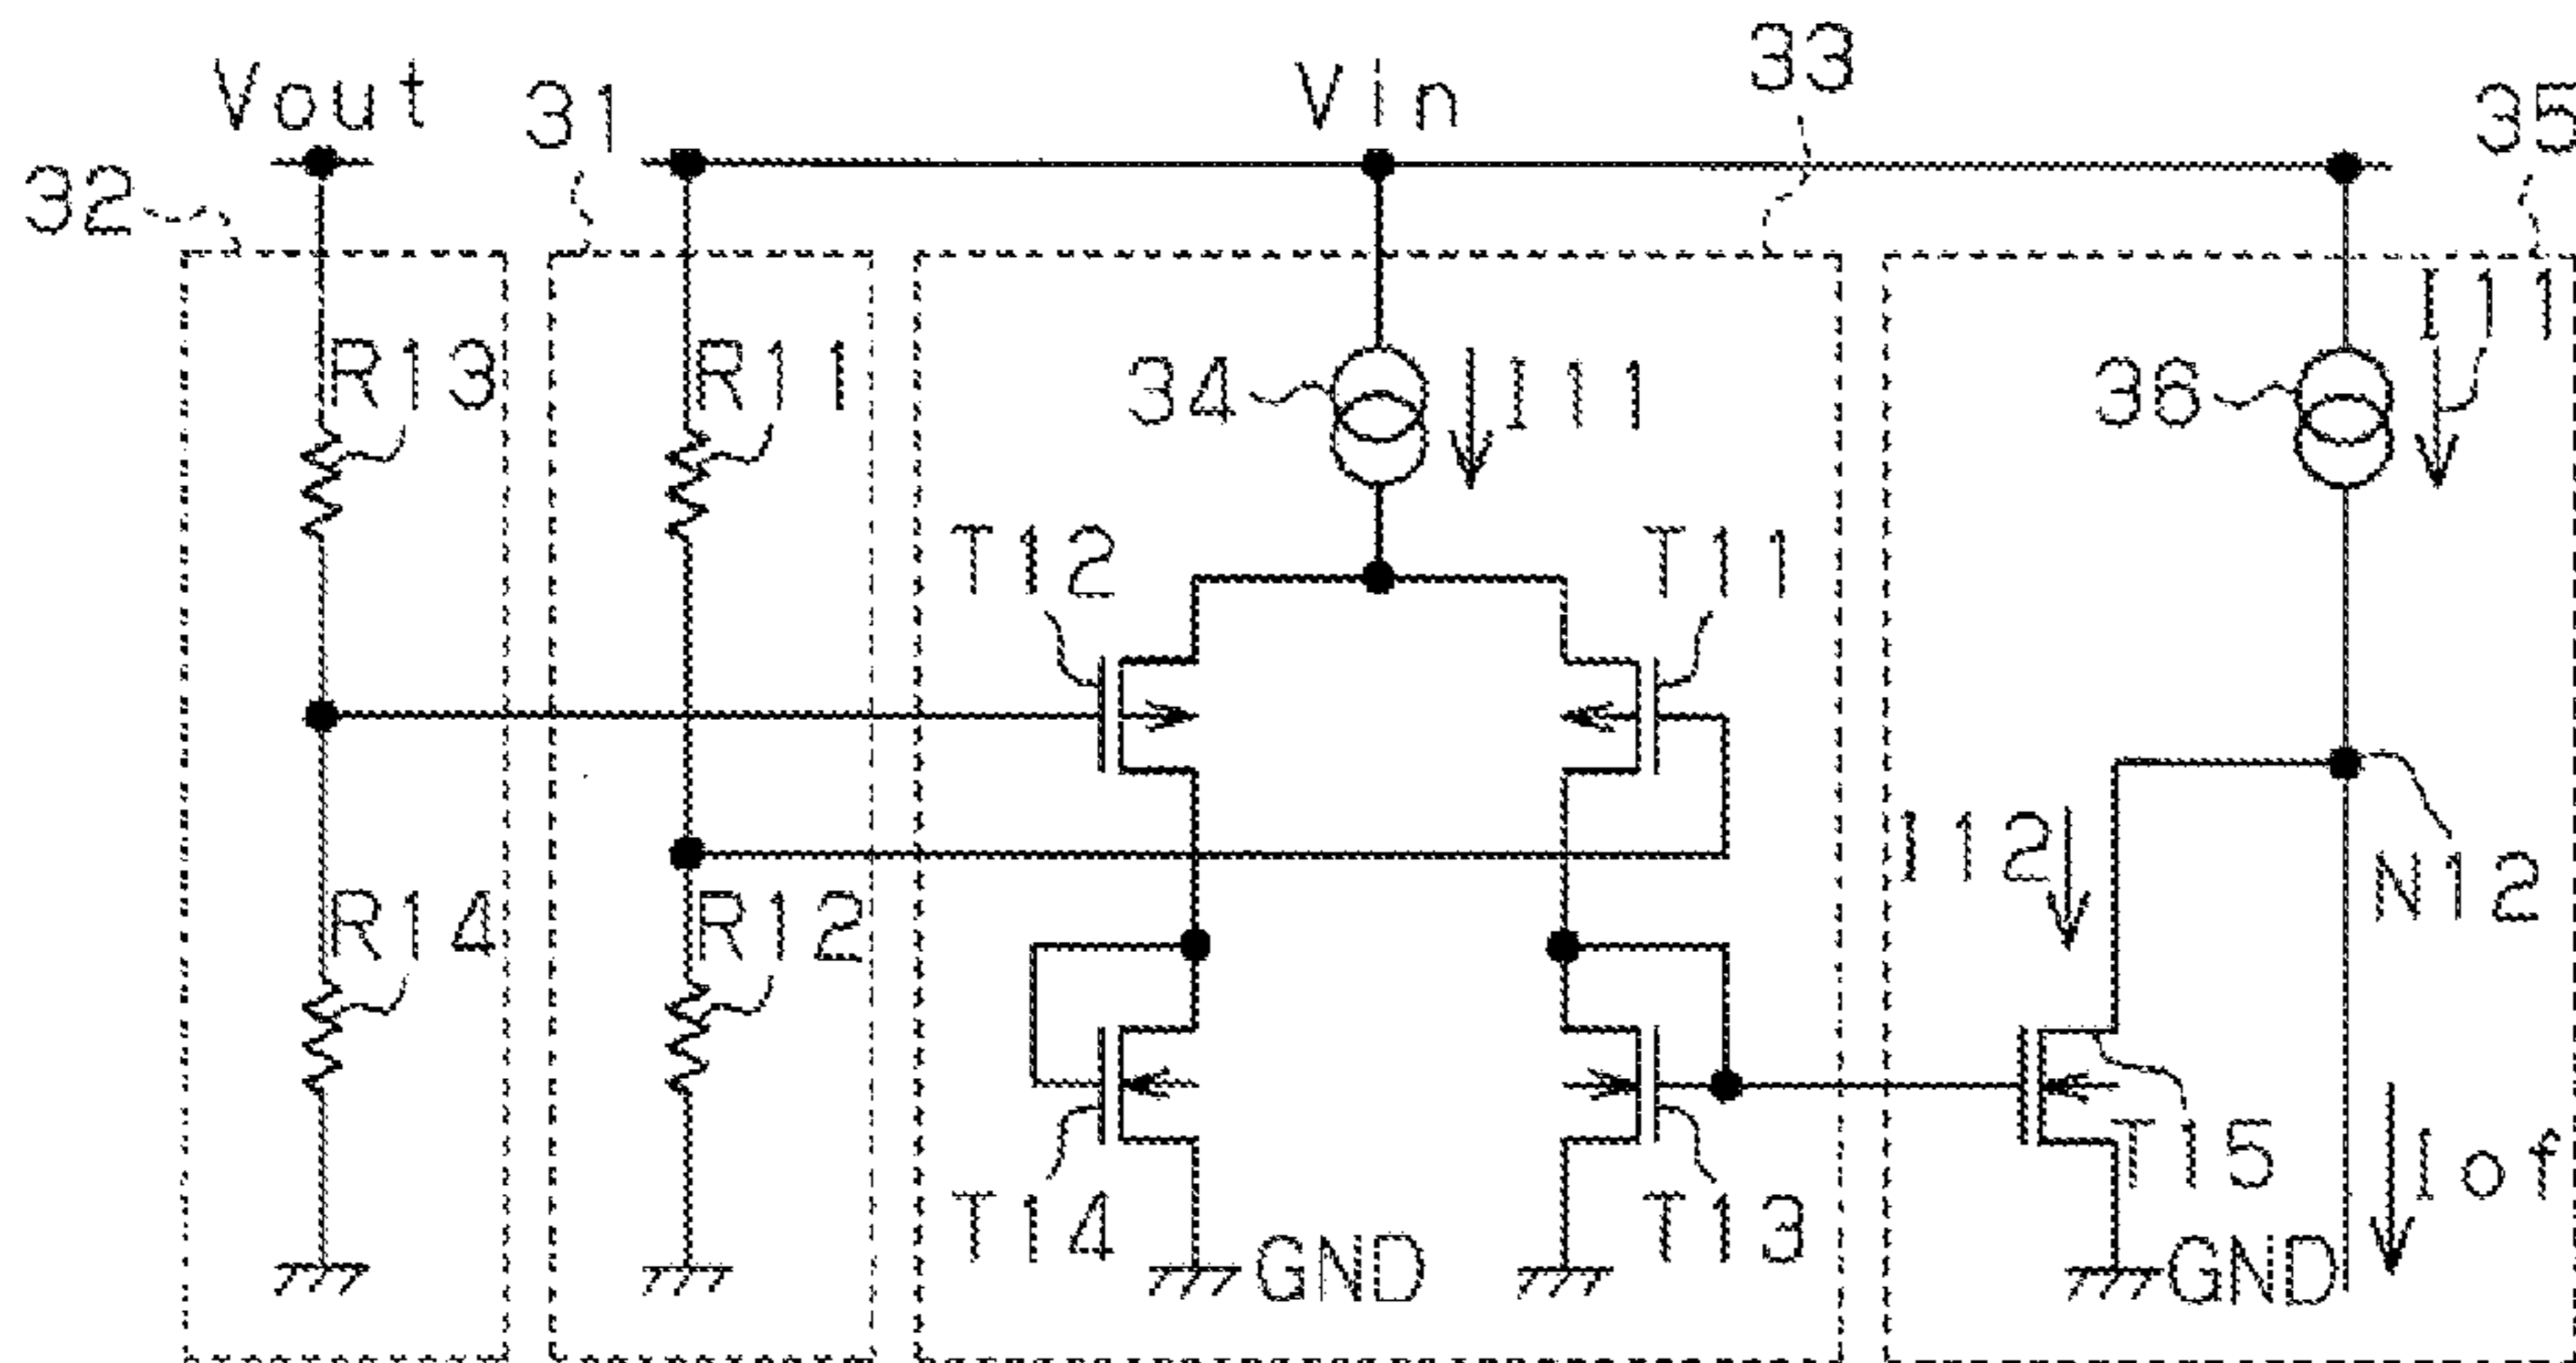 Vout
31
Vin
33
35
32
R13
R11
34
I11
36
I11
T12
T11
R14
R12
I12
N12
T14
GND
T13
T15
GND
Iof